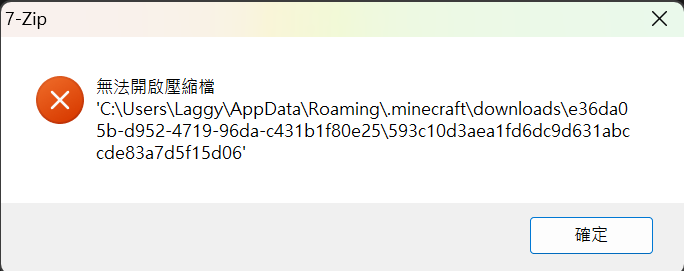 7-Zip
無法開啟壓縮檔
'C:\Users\Laggy\AppData\Roaming\.minecraft\downloads\e36da0
5b-d952-4719-96da-c431b1f80e25\593c10d3aea1fd6dc9d631abc
cde83a7d5f15d06'
確定